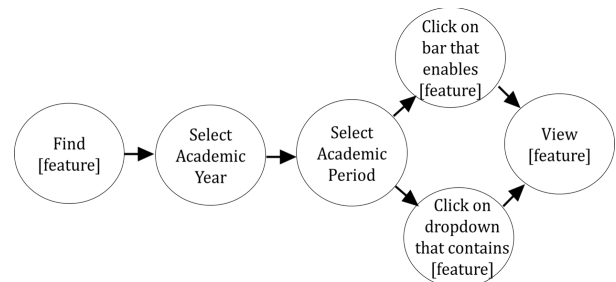 Find
[feature]
Select
Academic
Year
Select
Academic
Period
Click on
bar that
enables
[feature]
Click on
dropdown
that contains
[feature]
View
[feature]